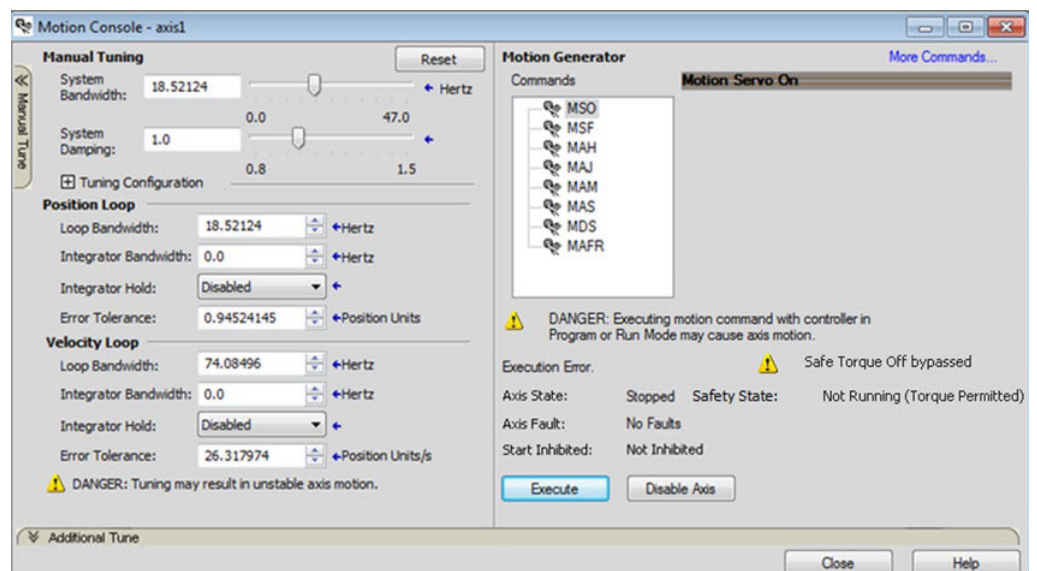 Motion Console - axis1
Manual Tuning
Reset
System Bandwidth:
18.52124
Hertz
0.0 47.0
System Damping:
1.0
0.8 1.5
Tuning Configuration
Position Loop
Loop Bandwidth: 18.52124 Hertz
Integrator Bandwidth: 0.0 Hertz
Integrator Hold: Disabled
Error Tolerance: 0.94524145 Position Units
Velocity Loop
Loop Bandwidth: 74.08496 Hertz
Integrator Bandwidth: 0.0 Hertz
Integrator Hold: Disabled
Error Tolerance: 26.317974 Position Units/s
DANGER: Tuning may result in unstable axis motion.
Manual Tune
Motion Generator
More Commands...
Commands
Motion Servo On
MSO
MSF
MAH
MAJ
MAM
MAS
MDS
MAFR
DANGER: Executing motion command with controller in
Program or Run Mode may cause axis motion.
Execution Error.
Safe Torque Off bypassed
Axis State: Stopped Safety State: Not Running (Torque Permitted)
Axis Fault: No Faults
Start Inhibited: Not Inhibited
Execute Disable Axis
Additional Tune
Close Help